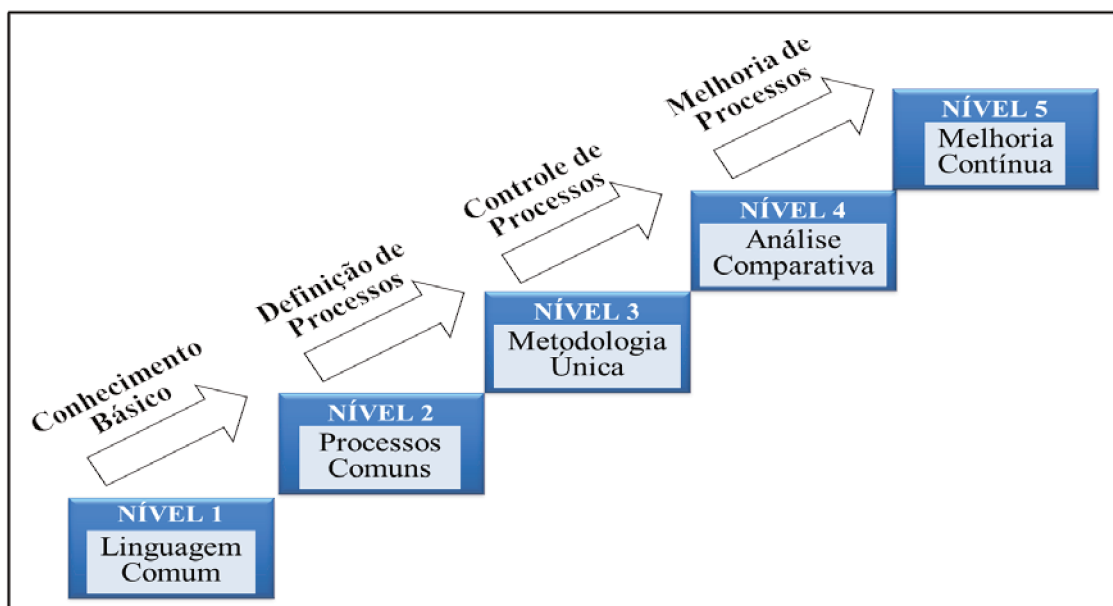 Conhecimento
Básico
Definição de
Processos
Controle de
Processos
Melhoria de
Processos
NÍVEL 1
Linguagem
Comum
NÍVEL 2
Processos
Comuns
NÍVEL 3
Metodologia
Única
NÍVEL 4
Análise
Comparativa
NÍVEL 5
Melhoria
Contínua